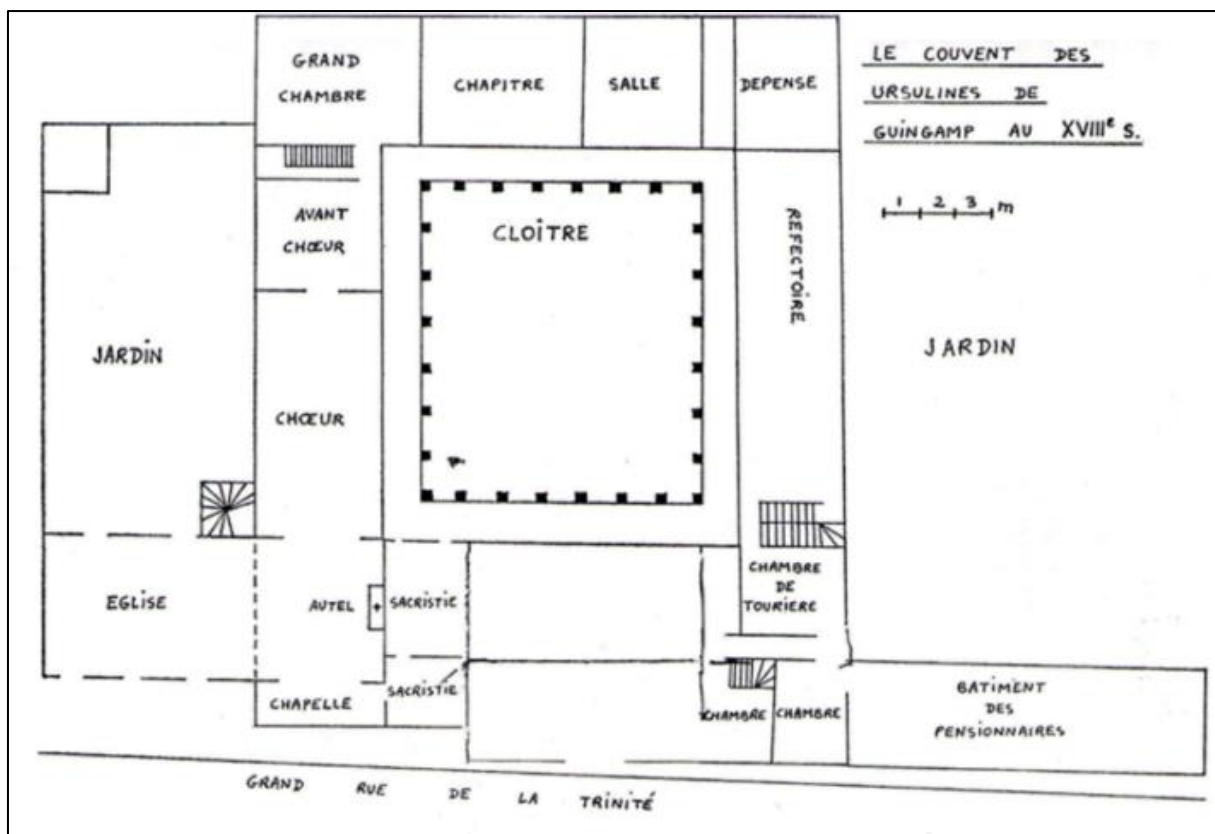 LE COUVENT DES
URSULINES DE
GUINGAMP AU XVIIIe S.
1 2 3 m
GRAND
CHAMBRE
CHAPITRE
SALLE
DEPENSE
AVANT
CHŒUR
CLOÎTRE
REFECTOIRE
JARDIN
JARDIN
CHŒUR
EGLISE
AUTEL
SACRISTIE
CHAMBRE
DE
TOURIERE
CHAPELLE
SACRISTIE
CHAMBRE
CHAMBRE
BÂTIMENT
DES
PENSIONNAIRES
GRAND RUE DE LA TRINITÉ